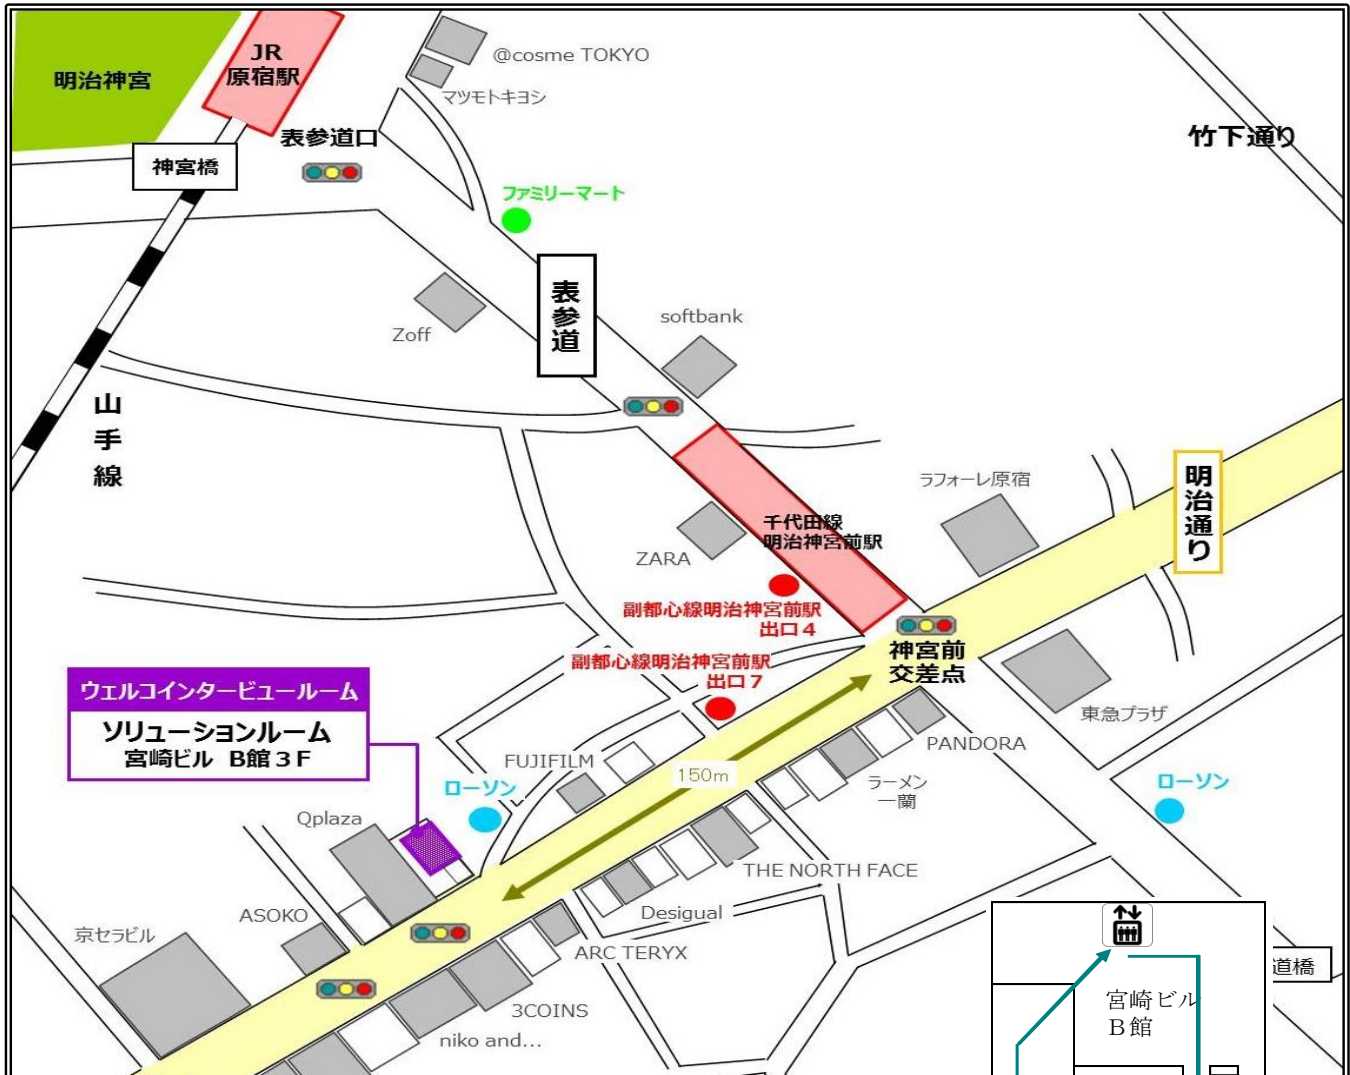 明治神宮
JR
原宿駅
@cosme TOKYO
マツモトキヨシ
表参道口
神宮橋
竹下通り
ファミリーマート
表参道
Zoff
softbank
山手線
ラフォーレ原宿
明治通り
千代田線
明治神宮前駅
ZARA
副都心線明治神宮前駅
出口4
神宮前
交差点
副都心線明治神宮前駅
出口7
ウェルコインタービュールーム
ソリューションルーム
宮崎ビル B館3F
東急プラザ
PANDORA
FUJIFILM
150m
ラーメン
一蘭
ローソン
ローソン
Qplaza
THE NORTH FACE
ASOKO
Desigual
京セラビル
ARC TERYX
道橋
宮崎ビル
B館
3COINS
niko and...